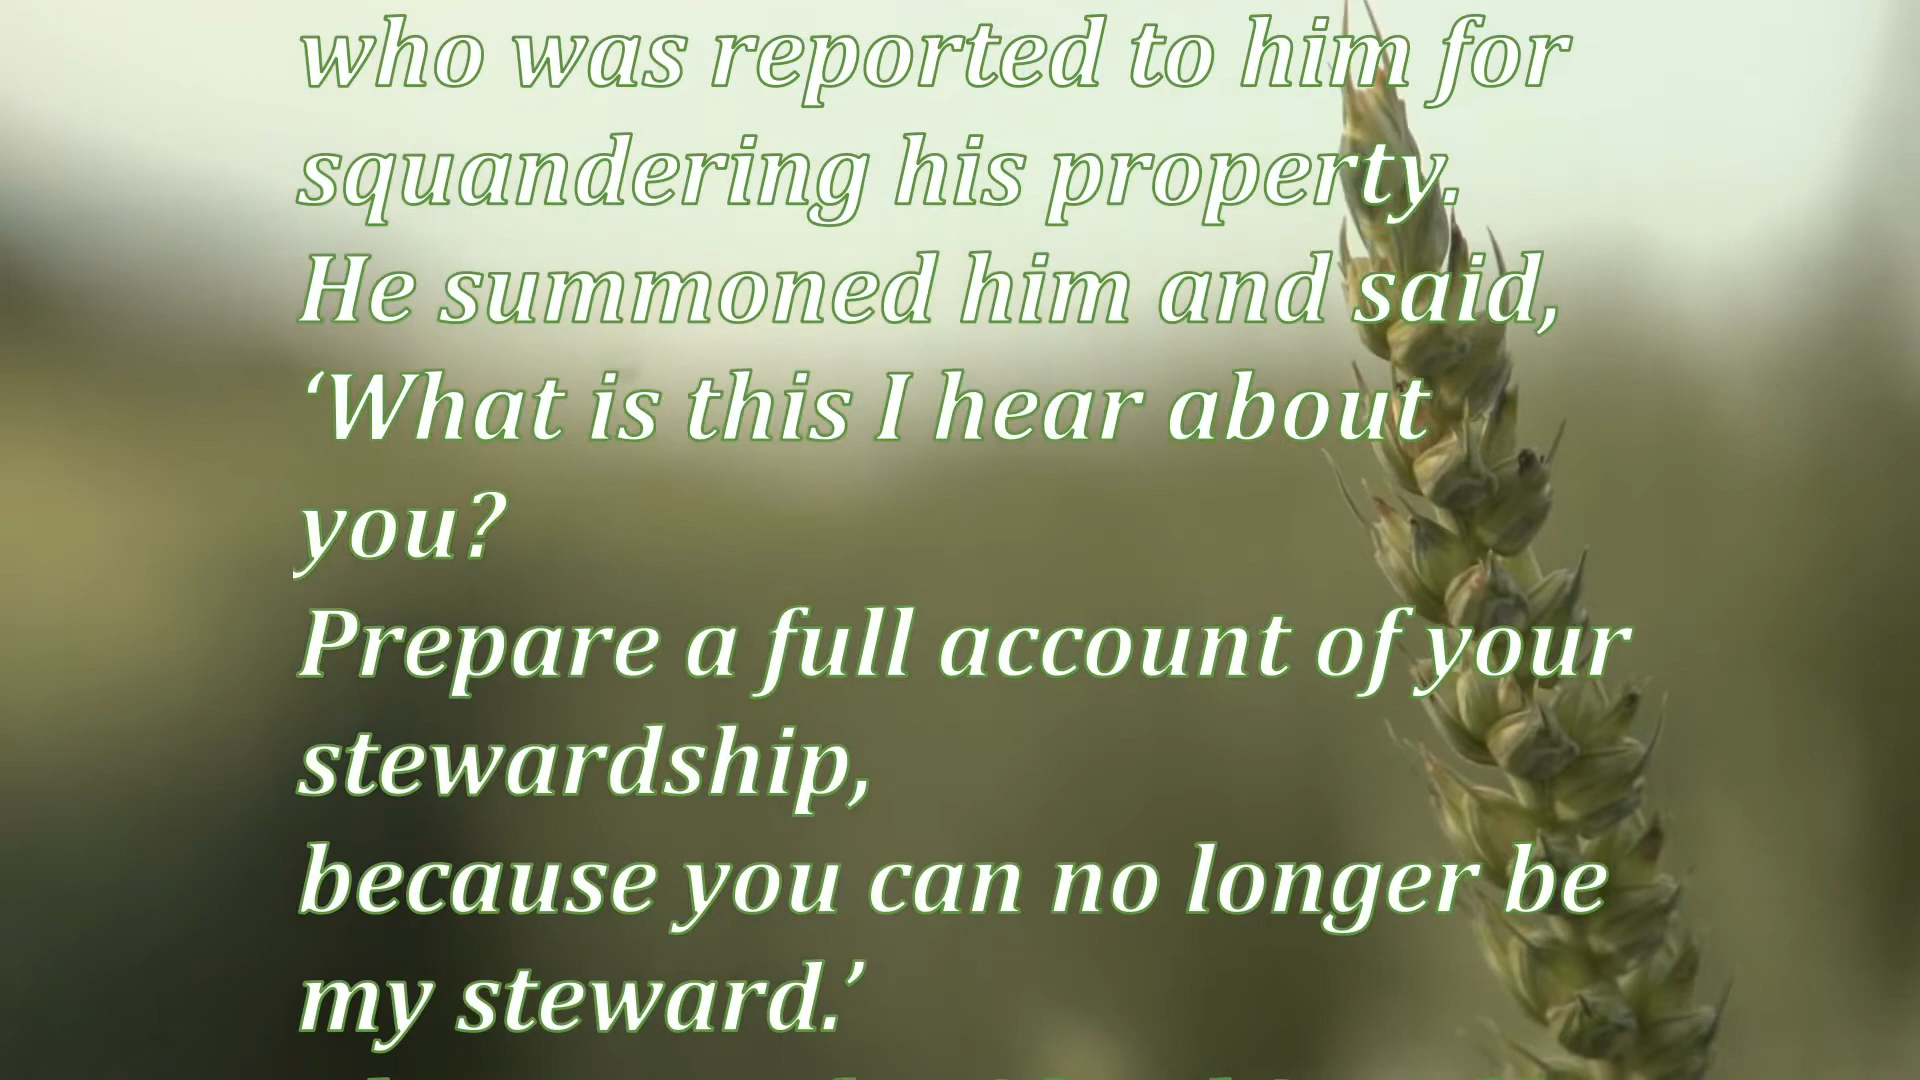 who was reported to him for
squandering his property.
He summoned him and said,
‘What is this I hear about
you?
Prepare a full account of your
stewardship,
because you can no longer be
my steward.’